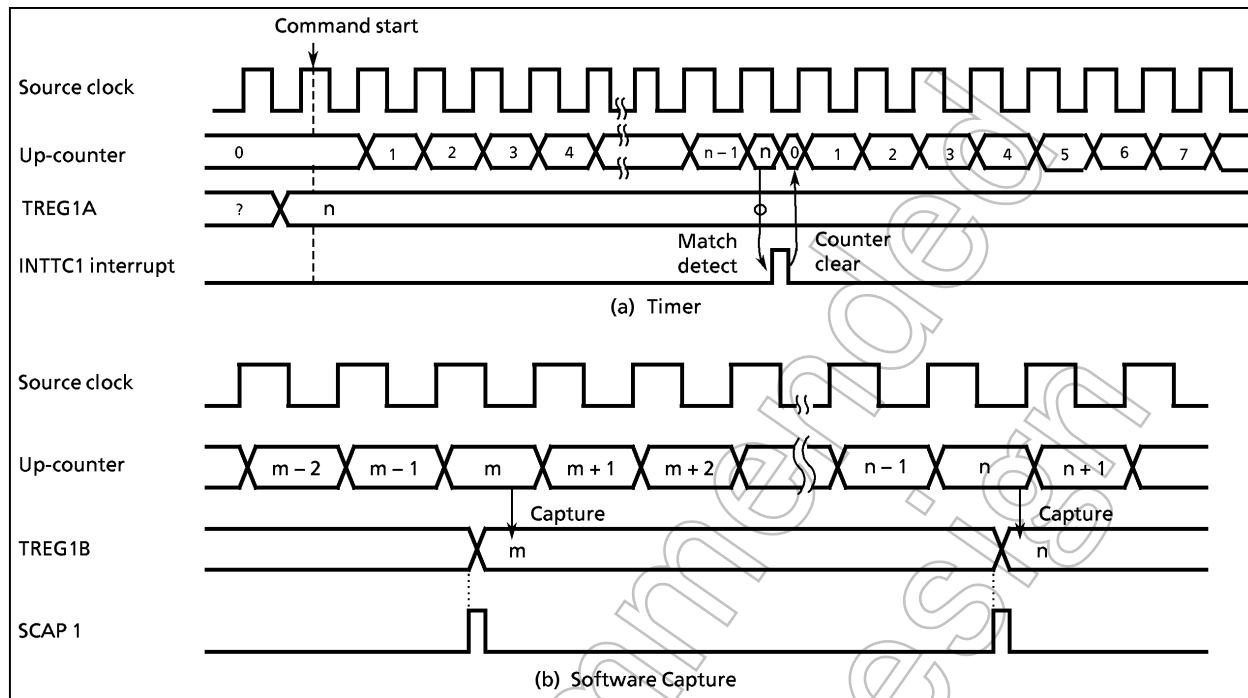 Command start
Source clock
Up-counter 0 1 2 3 4 n – 1 n 0 1 2 3 4 5 6 7
TREG1A ? n
Match detect
Counter clear
INTTC1 interrupt
(a) Timer
Source clock
Up-counter m – 2 m – 1 m m + 1 m + 2 n – 1 n n + 1
Capture Capture
TREG1B m n
SCAP 1
(b) Software Capture